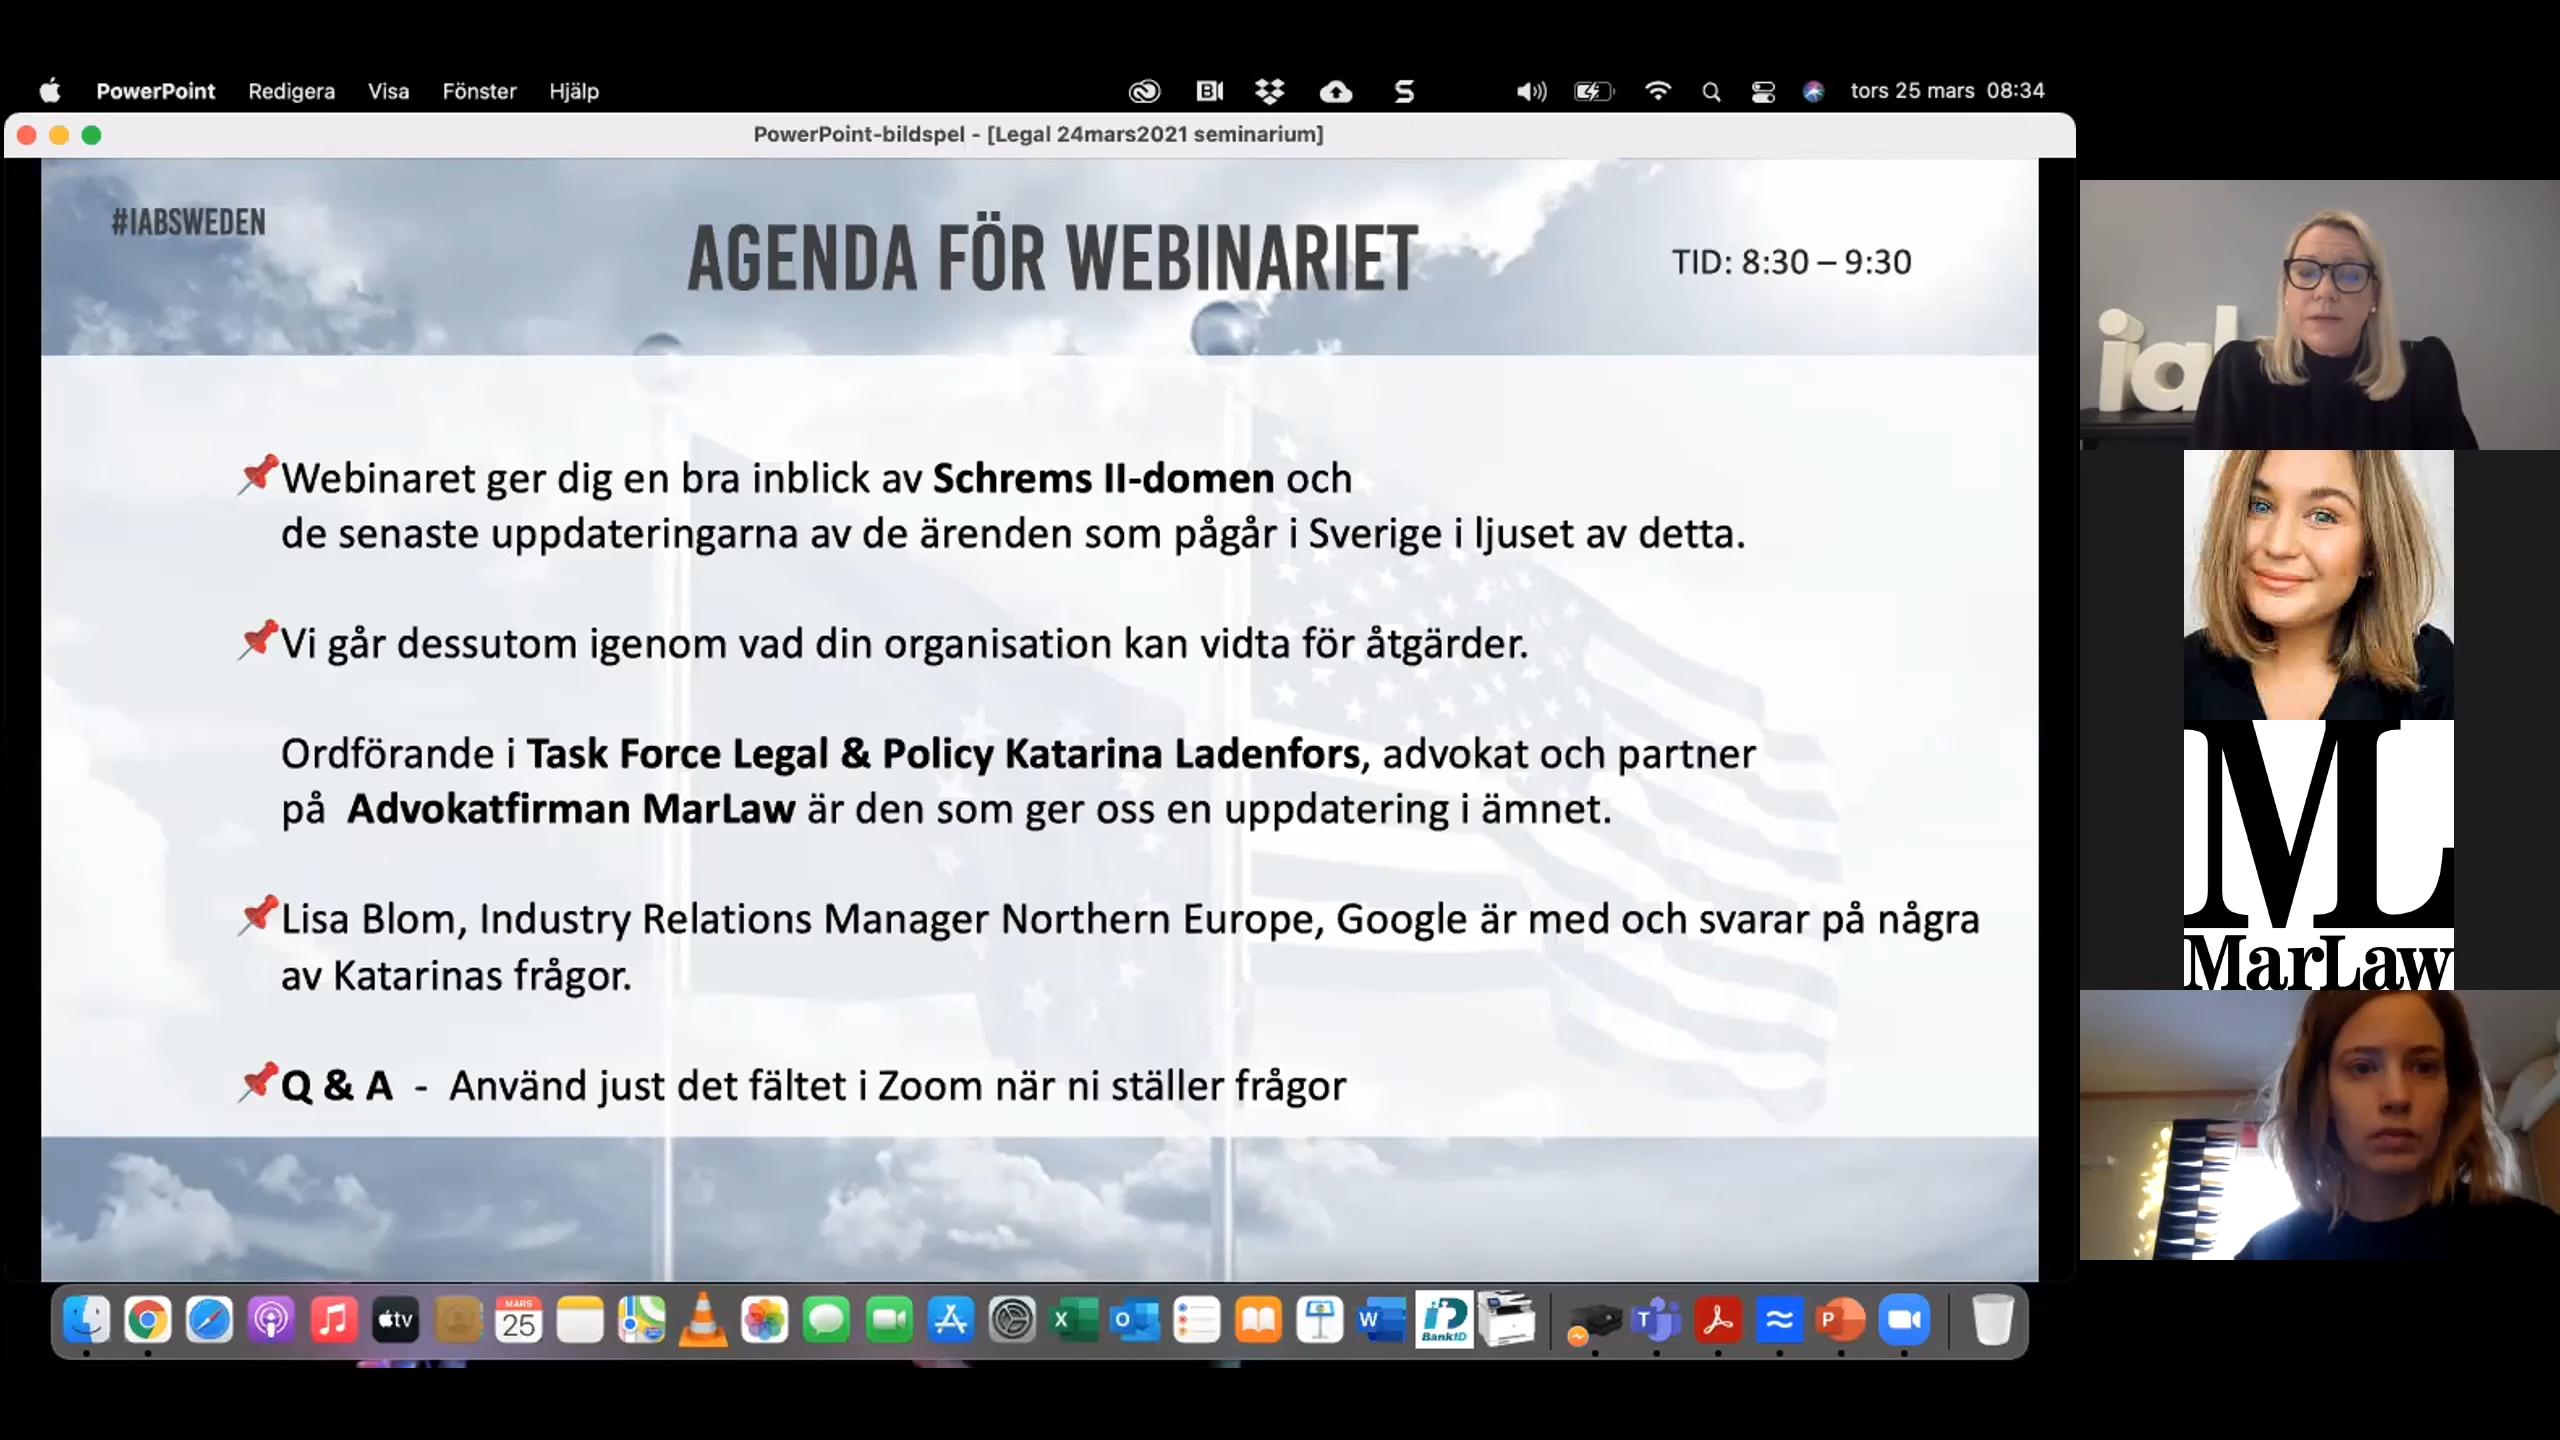 PowerPoint Redigera Visa Fönster Hjälp tors 25 mars 08:34
PowerPoint-bildspel - [Legal 24mars2021 seminarium]
#IABSWEDEN
AGENDA FÖR WEBINARIET
TID: 8:30 – 9:30
📌Webinaret ger dig en bra inblick av Schrems II-domen och
de senaste uppdateringarna av de ärenden som pågår i Sverige i ljuset av detta.
📌Vi går dessutom igenom vad din organisation kan vidta för åtgärder.
Ordförande i Task Force Legal & Policy Katarina Ladenfors, advokat och partner
på Advokatfirman MarLaw är den som ger oss en uppdatering i ämnet.
📌Lisa Blom, Industry Relations Manager Northern Europe, Google är med och svarar på några
av Katarinas frågor.
📌Q & A - Använd just det fältet i Zoom när ni ställer frågor
ia
ML
MarLaw
tv
MARS
25
BankID